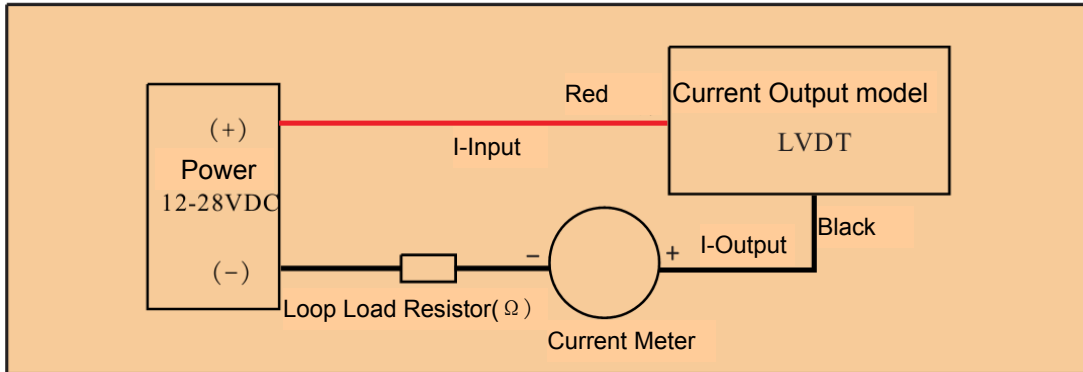 Red
Current Output model
(+)
I-Input
LVDT
Power
12-28VDC
Black
(-)
-
+
I-Output
Loop Load Resistor(Ω)
Current Meter